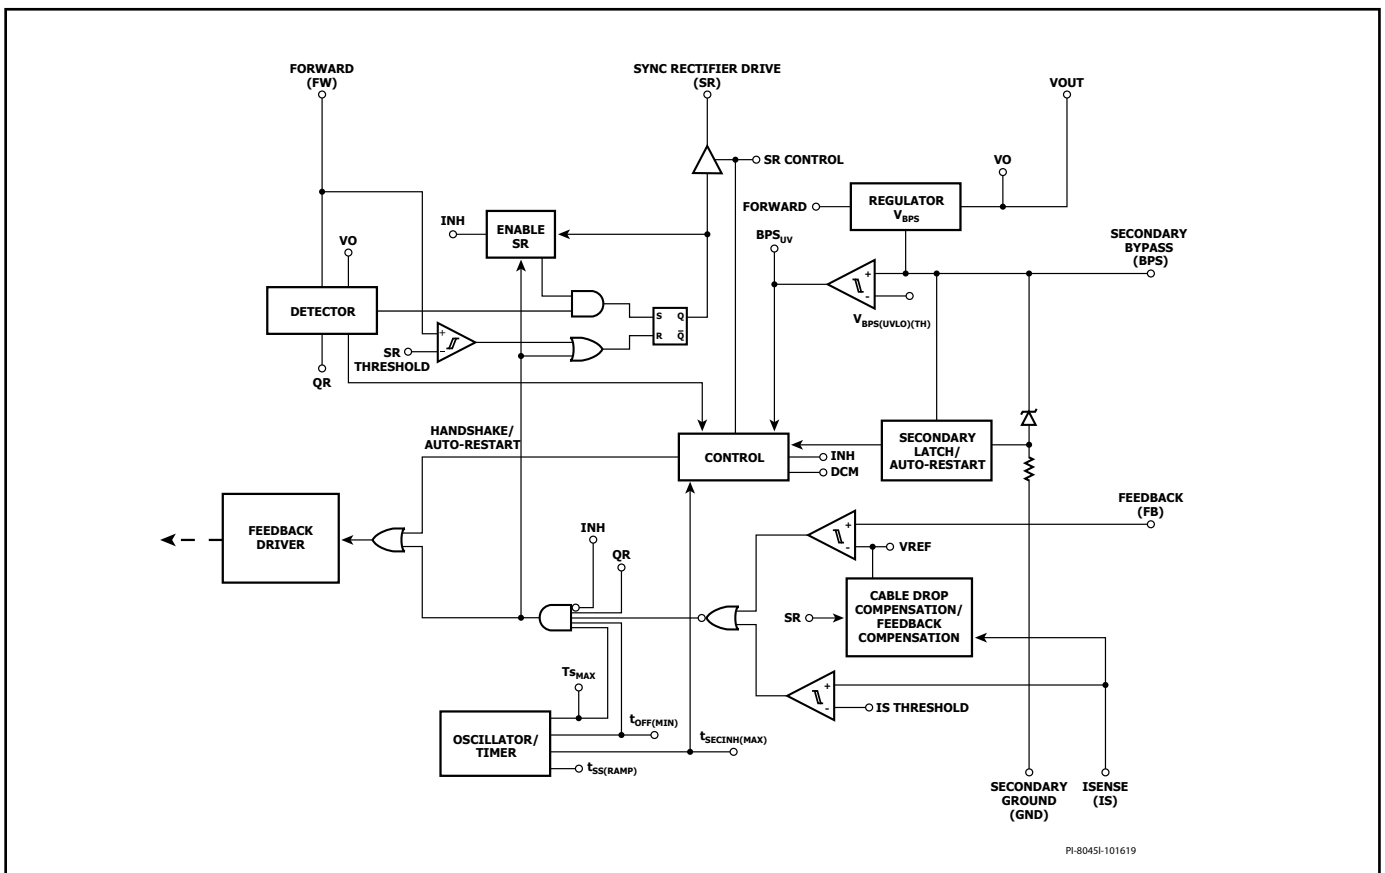 FORWARD
(FW)
SYNC RECTIFIER DRIVE
(SR)
VOUT
SR CONTROL
VO
FORWARD
REGULATOR
VBPS
INH
ENABLE
SR
BPSUV
SECONDARY
BYPASS
(BPS)
VO
DETECTOR
+
-
VBPS(UVLO)(TH)
S Q
R Q̅
+
−
SR
THRESHOLD
QR
HANDSHAKE/
AUTO-RESTART
CONTROL
INH
DCM
SECONDARY
LATCH/
AUTO-RESTART
FEEDBACK
(FB)
FEEDBACK
DRIVER
INH
QR
+
-
VREF
CABLE DROP
COMPENSATION/
FEEDBACK
COMPENSATION
SR
TsMAX
+
-
IS THRESHOLD
OSCILLATOR/
TIMER
tOFF(MIN)
tSECINH(MAX)
tSS(RAMP)
SECONDARY
GROUND
(GND)
ISENSE
(IS)
PI-8045l-101619